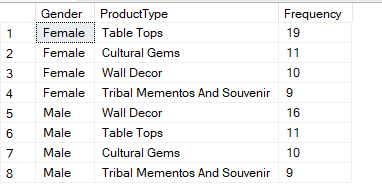 Gender ProductType Frequency
1 Female Table Tops 19
2 Female Cultural Gems 11
3 Female Wall Decor 10
4 Female Tribal Mementos And Souvenir 9
5 Male Wall Decor 16
6 Male Table Tops 11
7 Male Cultural Gems 10
8 Male Tribal Mementos And Souvenir 9